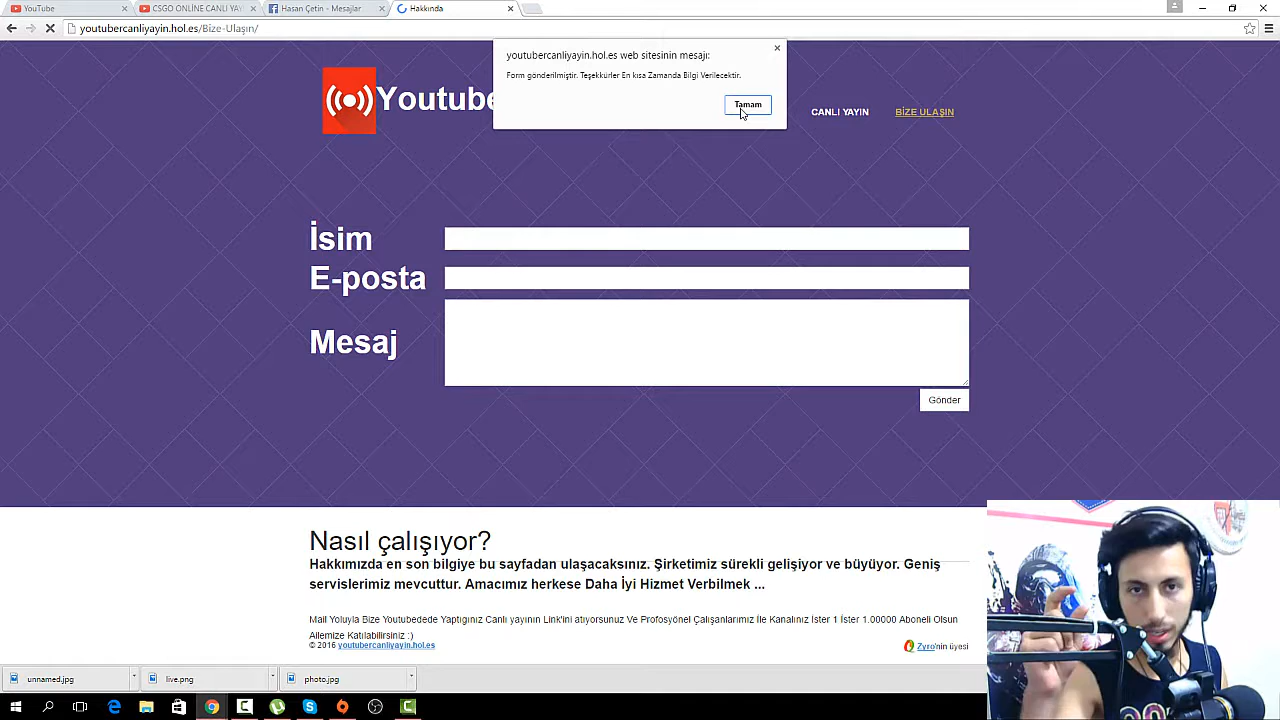 YouTube
CSGO ONLİNE CANLI YAY
Hasan Çetin - Mesajlar
Hakkında
youtubercanliyayin.hol.es/Bize-Ulaşın/
youtubercanliyayin.hol.es web sitesinin mesajı:
Form gönderilmiştir. Teşekkürler En kısa Zamanda Bilgi Verilecektir.
Tamam
Youtube
CANLI YAYIN
BİZE ULAŞIN
İsim
E-posta
Mesaj
Gönder
Nasıl çalışıyor?
Hakkımızda en son bilgiye bu sayfadan ulaşacaksınız. Şirketimiz sürekli gelişiyor ve büyüyor. Geniş
servislerimiz mevcuttur. Amacımız herkese Daha İyi Hizmet Verbilmek ...
Mail Yoluyla Bize Youtubedede Yaptigınız Canlı yayının Link'ini atıyorsunuz Ve Profosyönel Çalışanlarımız İle Kanalınız İster 1 İster 1.00000 Aboneli Olsun
Ailemize Katılabilirsiniz :)
© 2016 youtubercanliyayin.hol.es
Zyro'nin üyesi
unnamed.jpg
live.png
photo.jpg